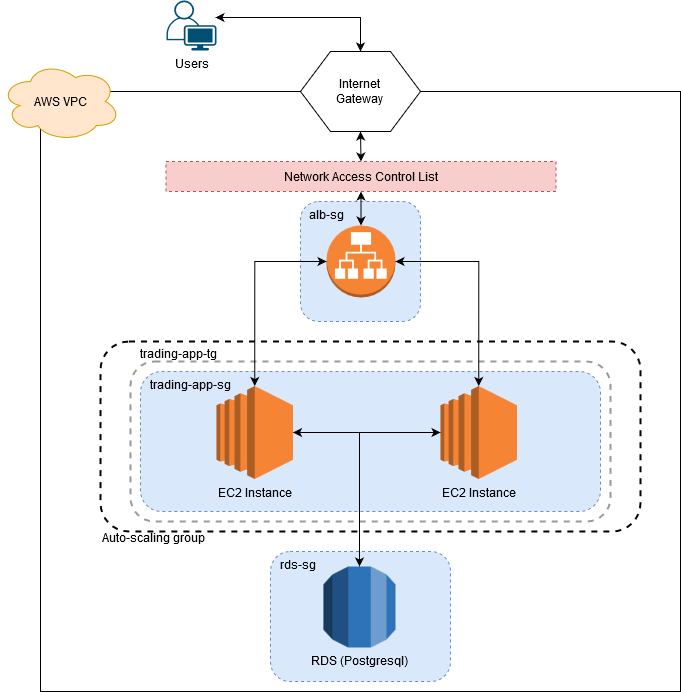 Users
AWS VPC
Internet
Gateway
Network Access Control List
alb-sg
trading-app-tg
trading-app-sg
EC2 Instance
EC2 Instance
Auto-scaling group
rds-sg
RDS (Postgresql)